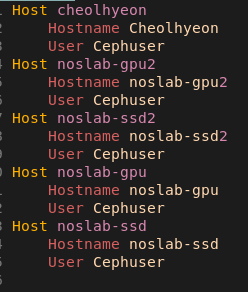 Host cheolhyeon
Hostname Cheolhyeon
User Cephuser
Host noslab-gpu2
Hostname noslab-gpu2
User Cephuser
Host noslab-ssd2
Hostname noslab-ssd2
User Cephuser
Host noslab-gpu
Hostname noslab-gpu
User Cephuser
Host noslab-ssd
Hostname noslab-ssd
User Cephuser